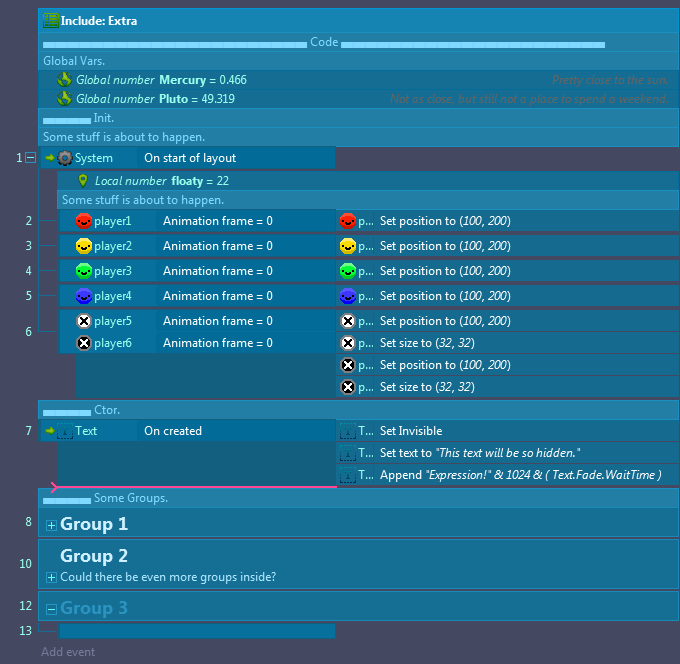 Include: Extra
Code
Global Vars.
Global number Mercury = 0.466 Pretty close to the sun.
Global number Pluto = 49.319 Not as close, but still not a place to spend a weekend.
Init.
Some stuff is about to happen.
1 System On start of layout
Local number floaty = 22
Some stuff is about to happen.
2 player1 Animation frame = 0 p... Set position to (100, 200)
3 player2 Animation frame = 0 p... Set position to (100, 200)
4 player3 Animation frame = 0 p... Set position to (100, 200)
5 player4 Animation frame = 0 p... Set position to (100, 200)
6 player5 Animation frame = 0 p... Set position to (100, 200)
player6 Animation frame = 0 p... Set size to (32, 32)
p... Set position to (100, 200)
p... Set size to (32, 32)
Ctor.
7 Text On created T... Set Invisible
T... Set text to "This text will be so hidden."
T... Append "Expression!" & 1024 & ( Text.Fade.WaitTime )
Some Groups.
8 Group 1
10 Group 2
Could there be even more groups inside?
12 Group 3
13
Add event